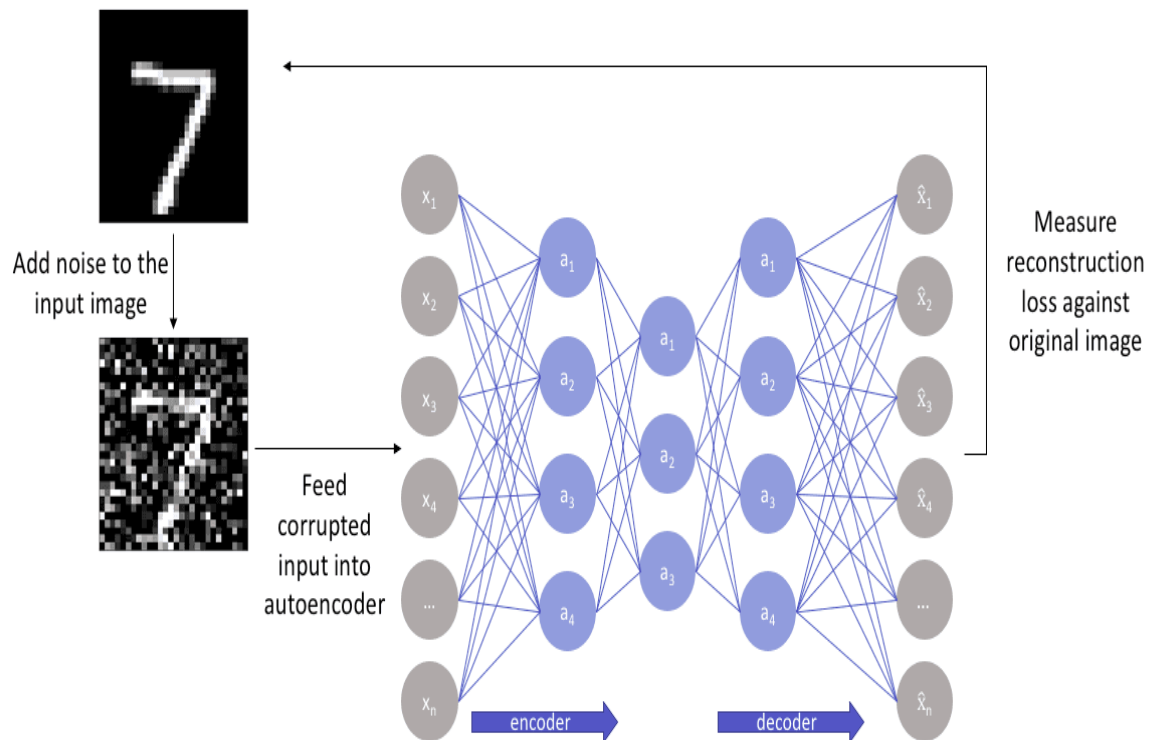 Add noise to the
input image
Feed
corrupted
input into
autoencoder
x₁
x₂
x₃
x₄
...
xₙ
a₁
a₂
a₃
a₄
a₁
a₂
a₃
a₁
a₂
a₃
a₄
x̂₁
x̂₂
x̂₃
x̂₄
...
x̂ₙ
encoder
decoder
Measure
reconstruction
loss against
original image